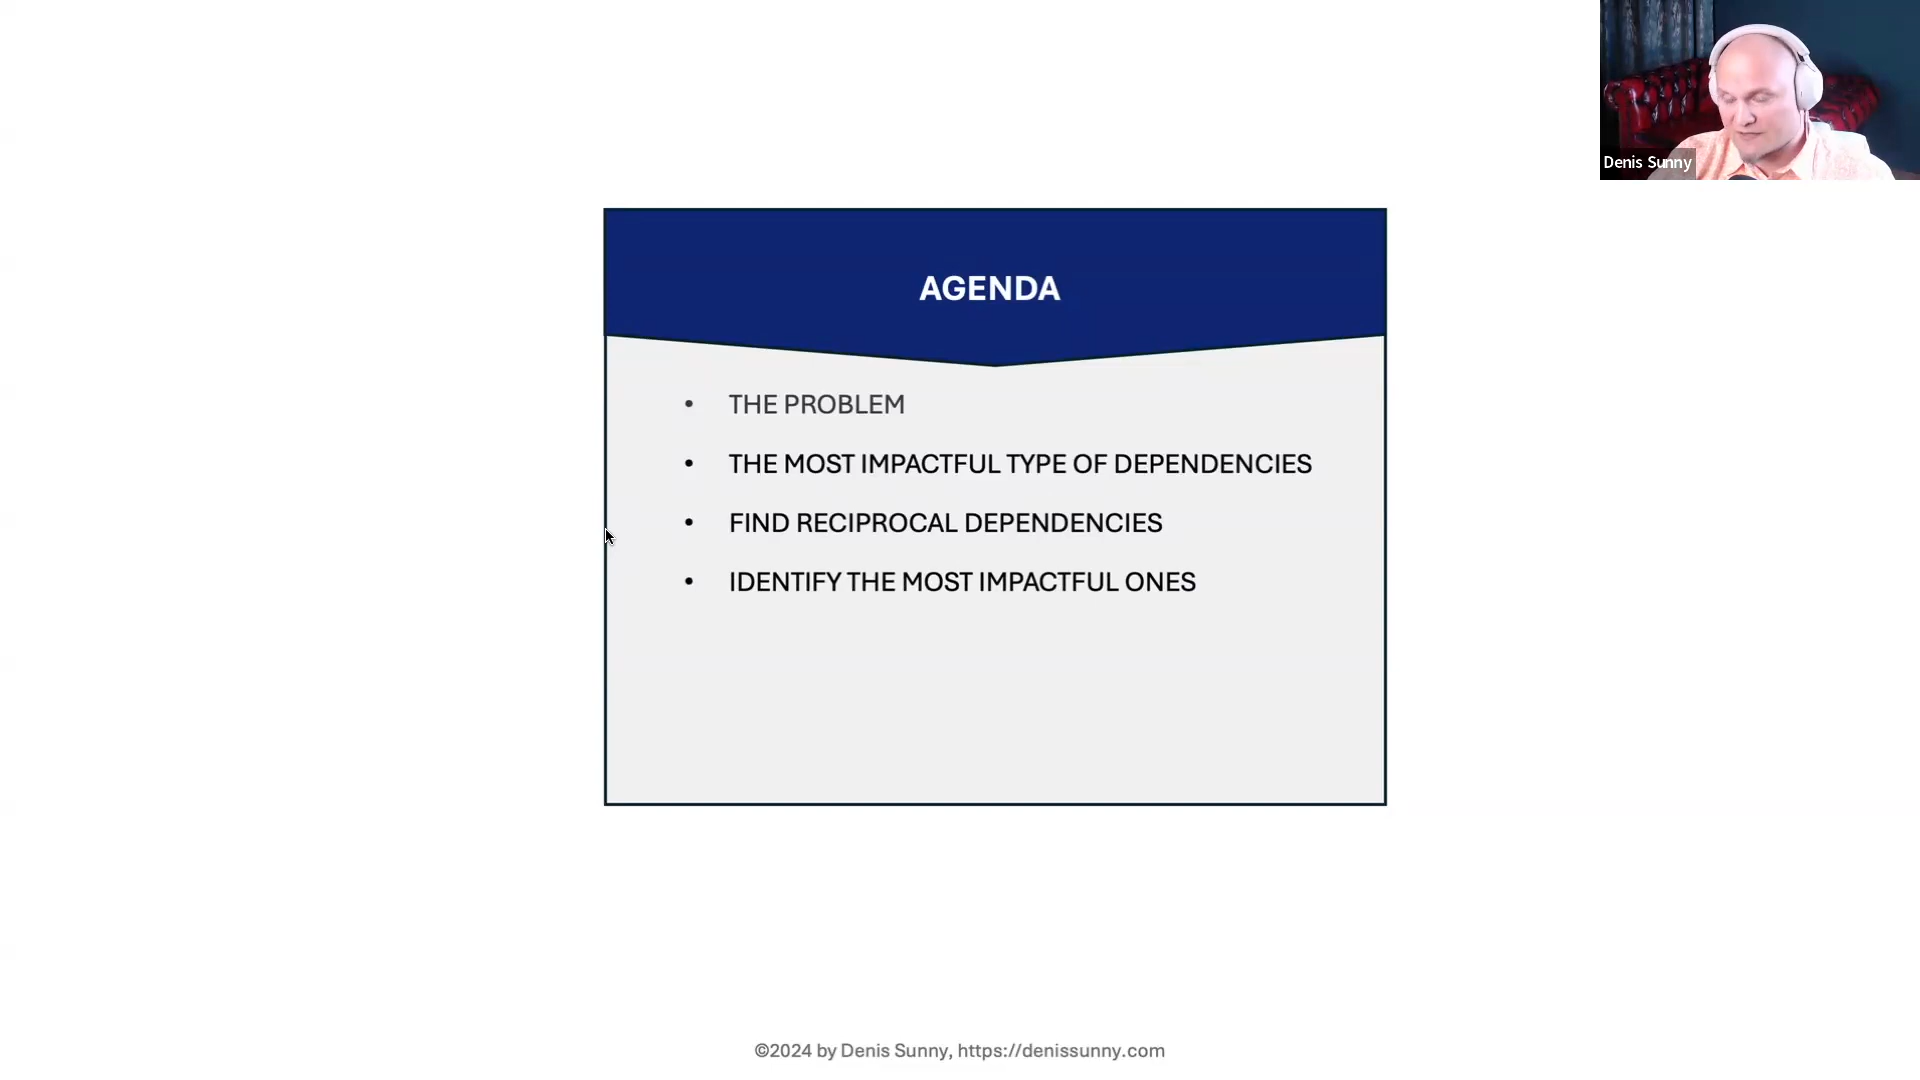 Denis Sunny
AGENDA
• THE PROBLEM
• THE MOST IMPACTFUL TYPE OF DEPENDENCIES
• FIND RECIPROCAL DEPENDENCIES
• IDENTIFY THE MOST IMPACTFUL ONES
©2024 by Denis Sunny, https://denissunny.com